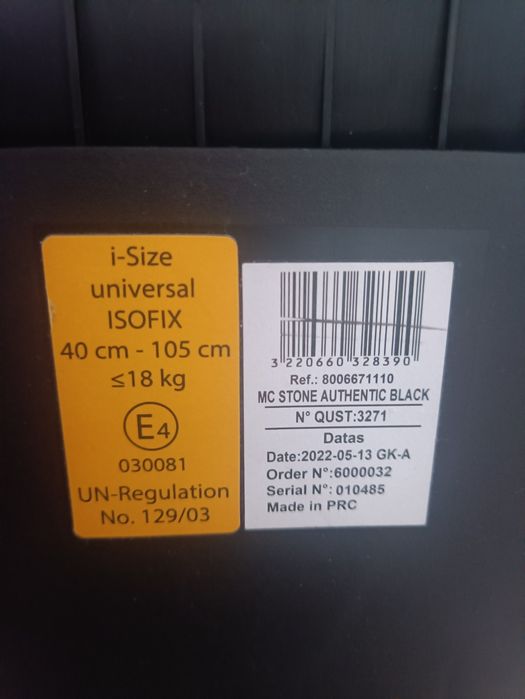 i-Size
universal
ISOFIX
40 cm - 105 cm
≤18 kg
E4
030081
UN-Regulation
No. 129/03
3 220660 328390
Ref.: 8006671110
MC STONE AUTHENTIC BLACK
N° QUST:3271
Datas
Date:2022-05-13 GK-A
Order N°:6000032
Serial N°: 010485
Made in PRC